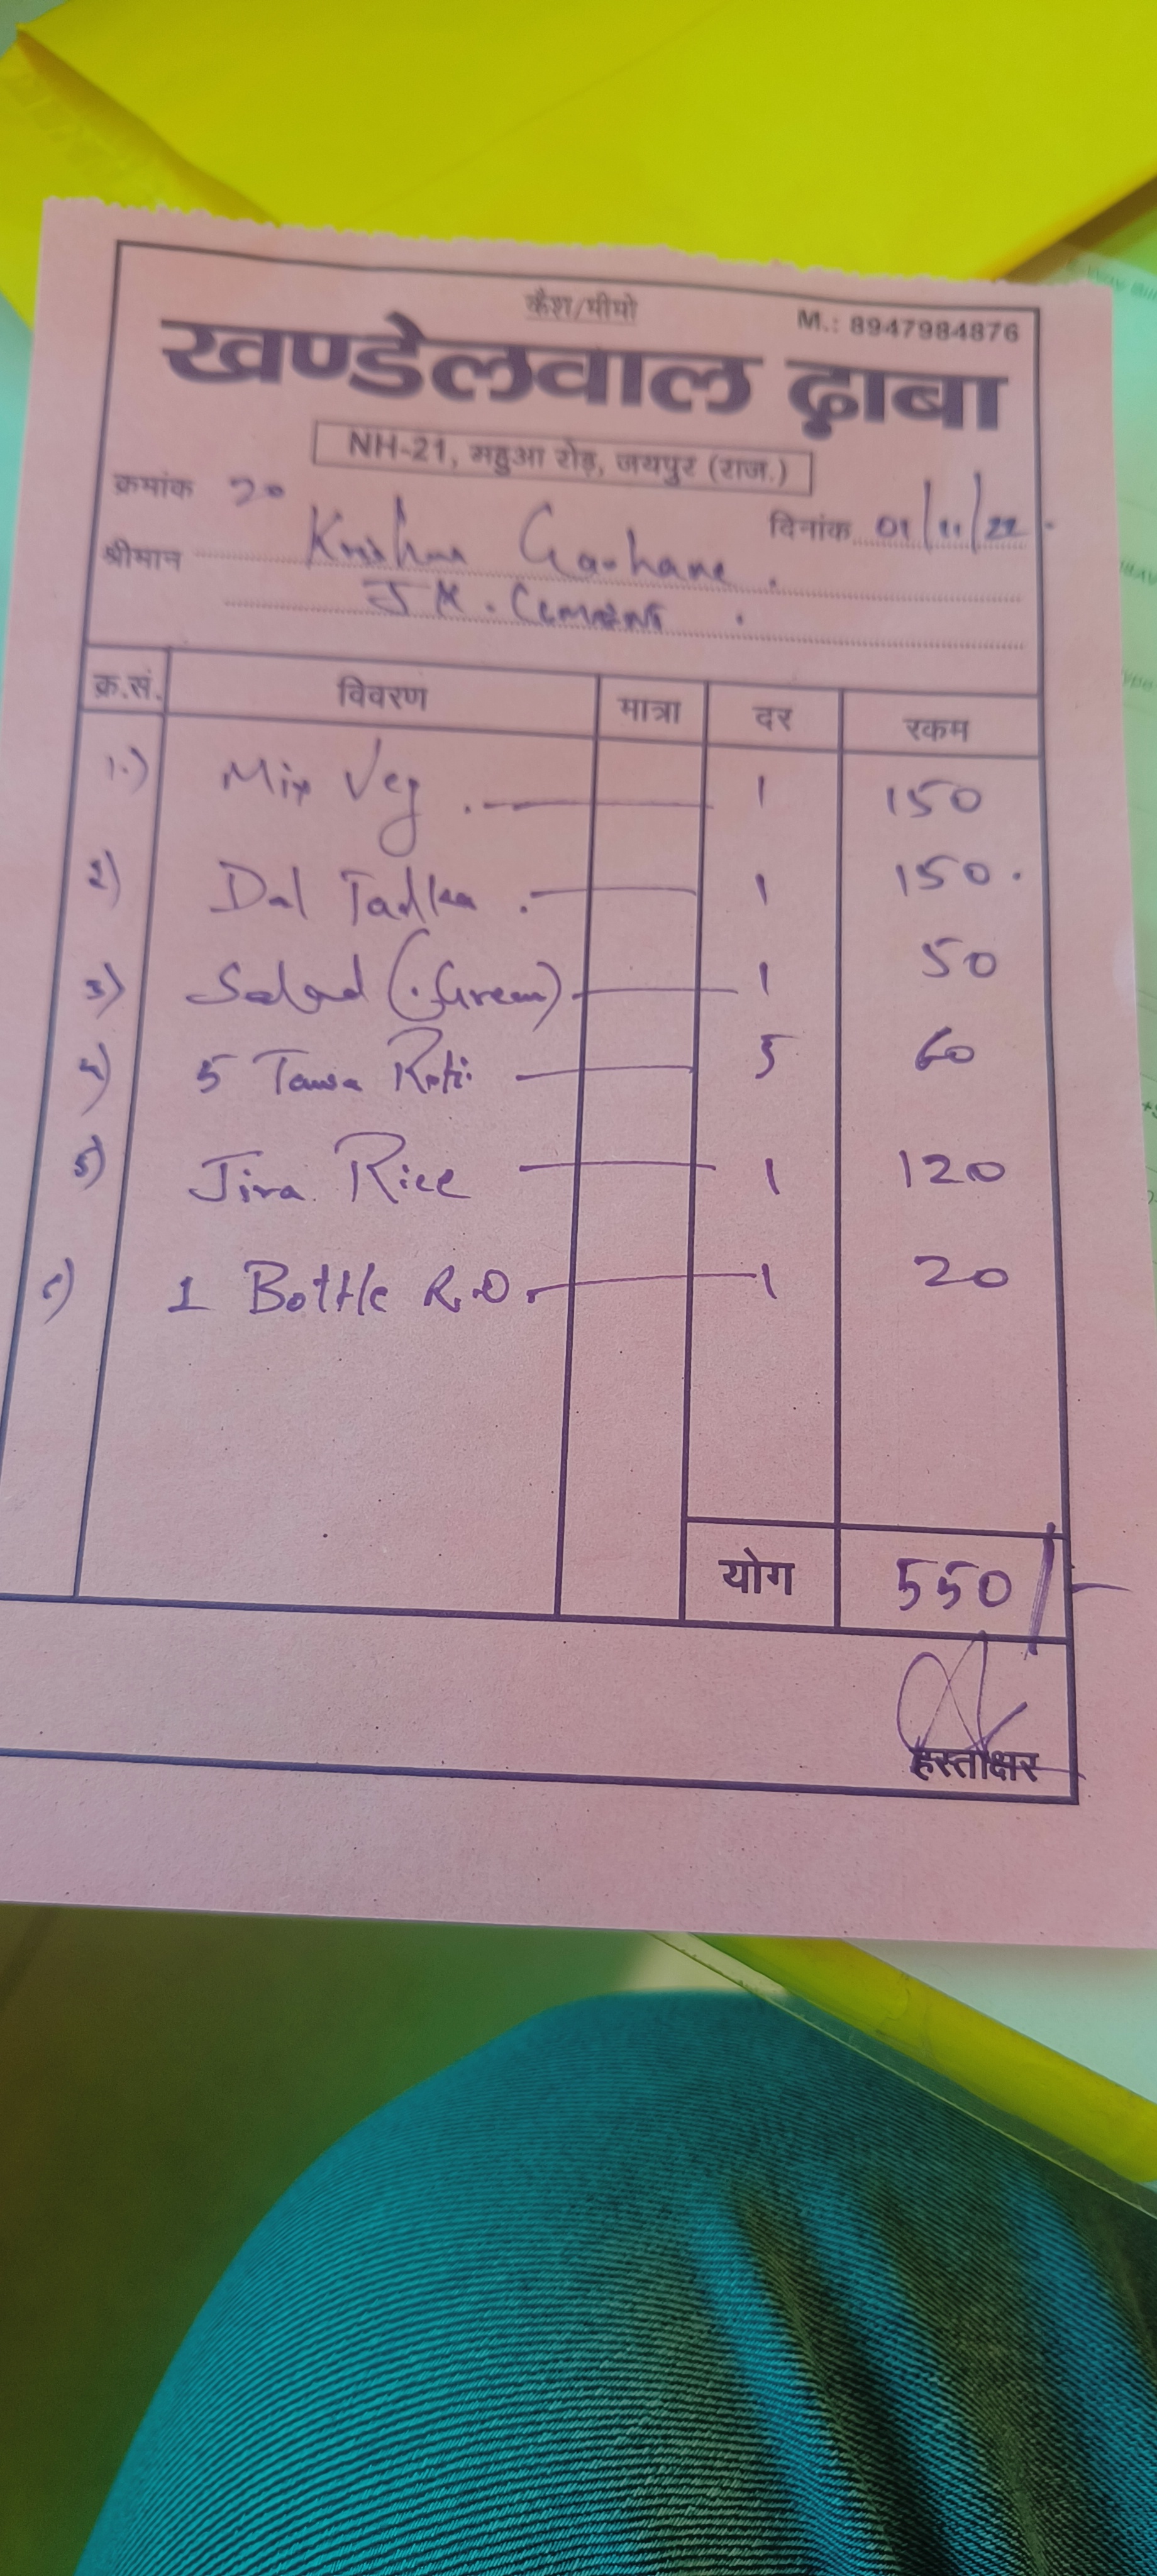 कैश/मीमो
M.: 8947984876
खण्डेलवाल ढ़ाबा
NH-21, महुआ रोड़, जयपुर (राज.)
क्रमांक 20 दिनांक 01/11/22
श्रीमान Krishna
J.K. Cement
क्र.सं. विवरण मात्रा दर रकम
1.) Mix Veg. 1 150
2) Dal Tadka. 1 150.
3) Salad (Green) 1 50
4) 5 Tawa Roti 5 60
5) Jira Rice 1 120
6) 1 Bottle R.O. 1 20
योग 550/-
हस्ताक्षर